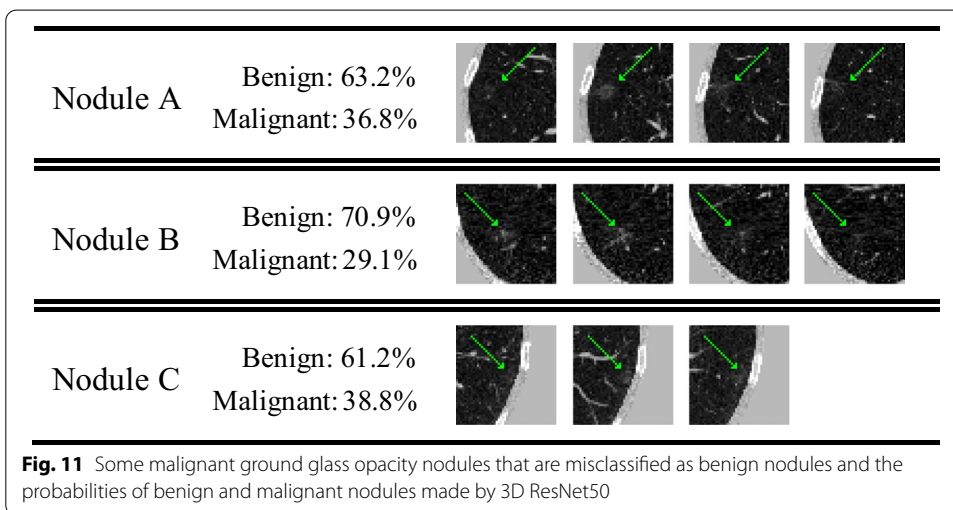 Nodule A
Benign: 63.2%
Malignant: 36.8%
Nodule B
Benign: 70.9%
Malignant: 29.1%
Nodule C
Benign: 61.2%
Malignant: 38.8%
Fig. 11 Some malignant ground glass opacity nodules that are misclassified as benign nodules and the
probabilities of benign and malignant nodules made by 3D ResNet50